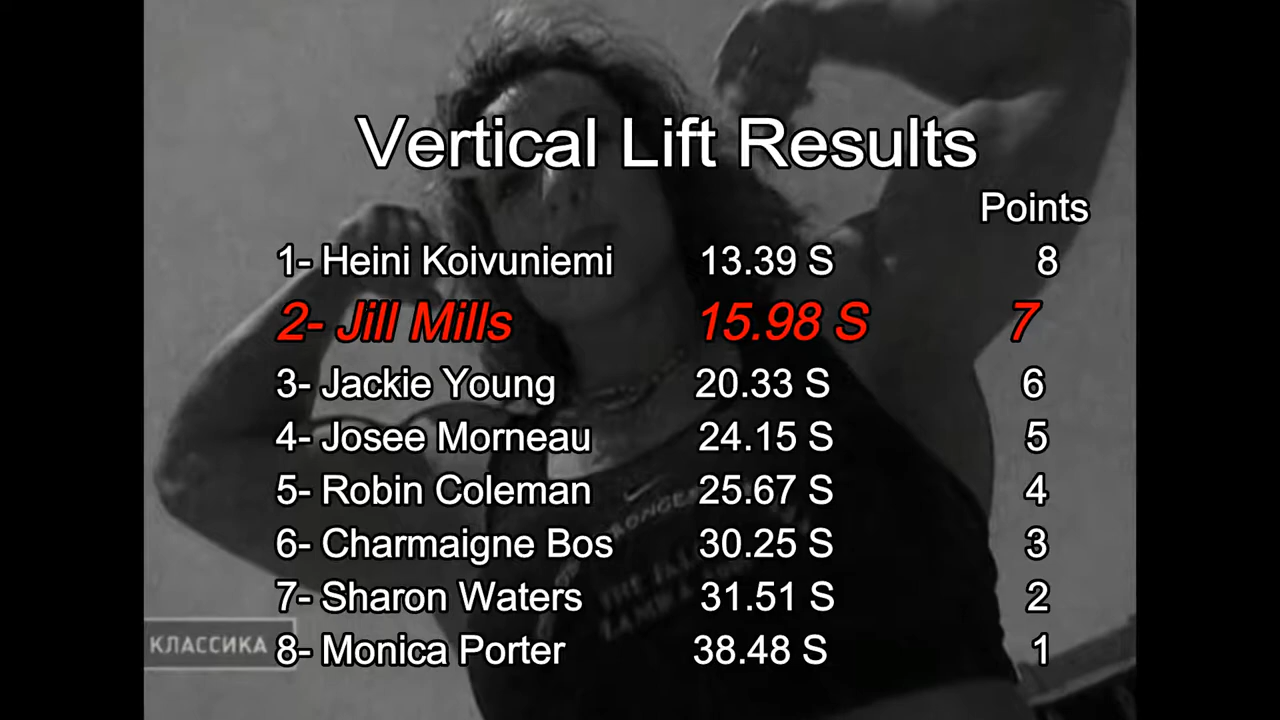 Vertical Lift Results
Points
1- Heini Koivuniemi 13.39 S 8
2- Jill Mills 15.98 S 7
3- Jackie Young 20.33 S 6
4- Josee Morneau 24.15 S 5
5- Robin Coleman 25.67 S 4
6- Charmaigne Bos 30.25 S 3
7- Sharon Waters 31.51 S 2
8- Monica Porter 38.48 S 1
КЛАССИКА